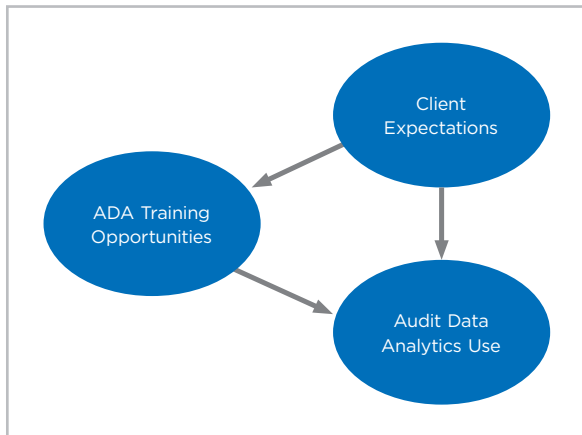 Client
Expectations
ADA Training
Opportunities
Audit Data
Analytics Use